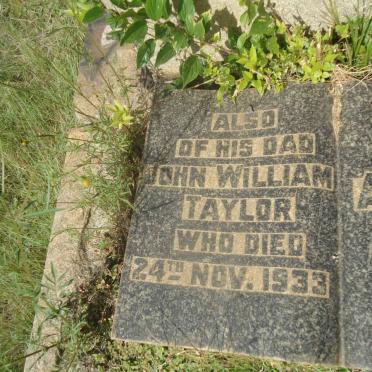 ALSO
OF HIS DAD
JOHN WILLIAM
TAYLOR
WHO DIED
24TH NOV. 1933